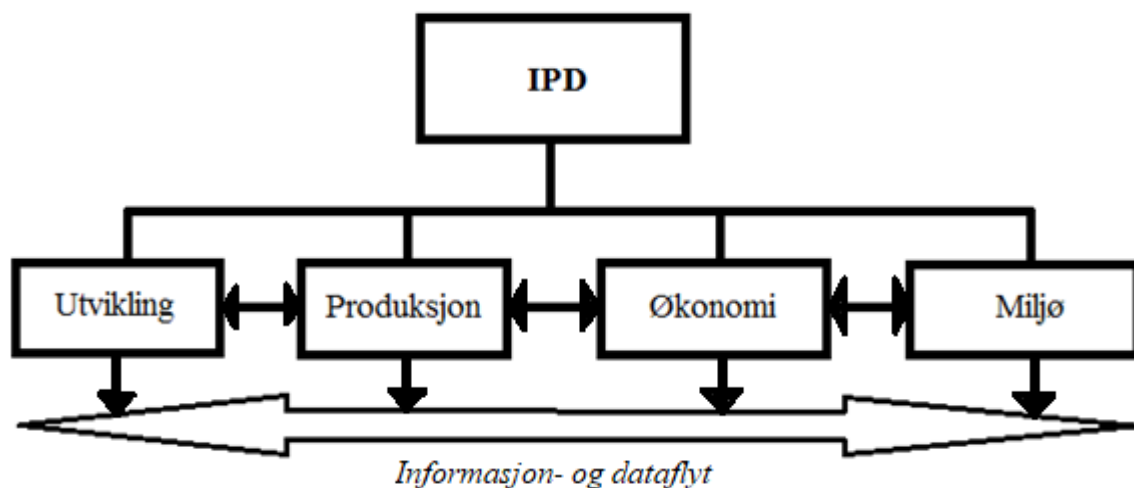 IPD
Utvikling
Produksjon
Økonomi
Miljø
Informasjon- og dataflyt